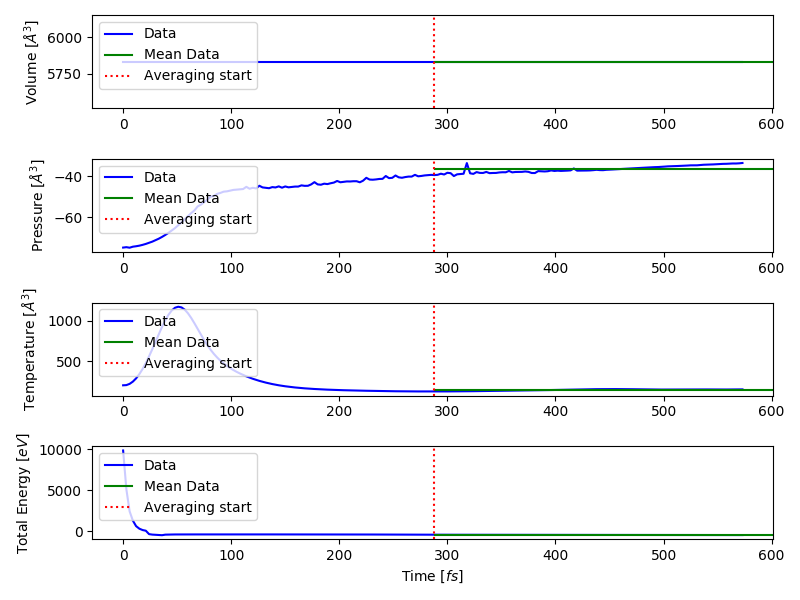 Volume [Å³]
6000
5750
Data
Mean Data
Averaging start
0 100 200 300 400 500 600
Pressure [Å³]
−40
−60
Data
Mean Data
Averaging start
0 100 200 300 400 500 600
Temperature [Å³]
1000
500
Data
Mean Data
Averaging start
0 100 200 300 400 500 600
Total Energy [eV]
10000
5000
0
Data
Mean Data
Averaging start
0 100 200 300 400 500 600
Time [fs]